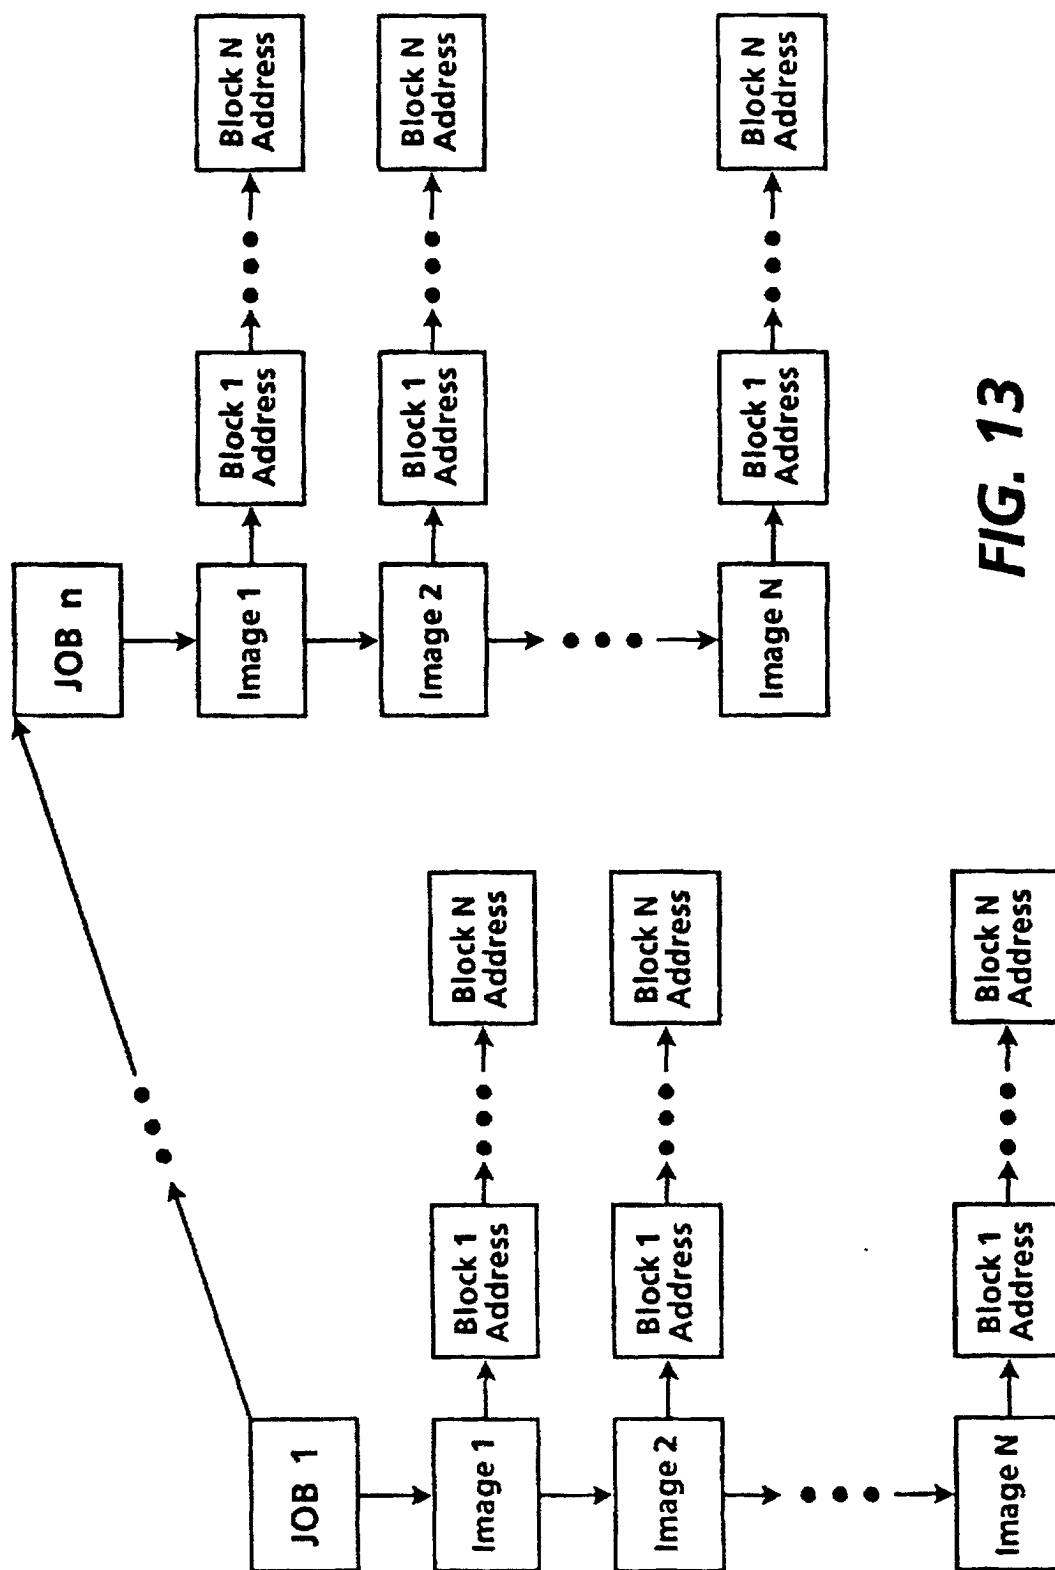 JOB 1
Image 1
Block 1
Address
Block N
Address
Image 2
Block 1
Address
Block N
Address
Image N
Block 1
Address
Block N
Address
JOB n
Image 1
Block 1
Address
Block N
Address
Image 2
Block 1
Address
Block N
Address
Image N
Block 1
Address
Block N
Address
FIG. 13